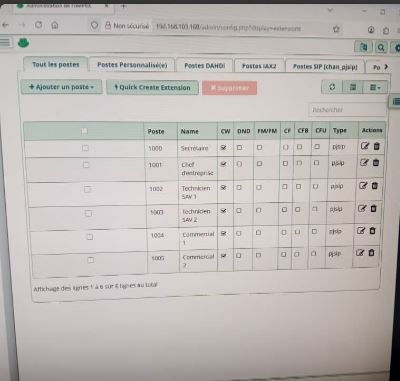 Administration de FreePBX
Non sécurisé 192.168.103.160/admin/config.php?display=extensions
Tous les postes Postes Personnalisé(e) Postes DAHDi Postes IAX2 Postes SIP [chan_pjsip] Po
+ Ajouter un poste Quick Create Extension Supprimer
Rechercher
Poste Name CW DND FM/FM CF CFB CFU Type Actions
1000 Secretaire pjsip
1001 Chef d'entreprise pjsip
1002 Technicien SAV 1 pjsip
1003 Technicien SAV 2 pjsip
1004 Commercial 1 pjsip
1005 Commercial 2 pjsip
Affichage des lignes 1 à 6 sur 6 lignes au total